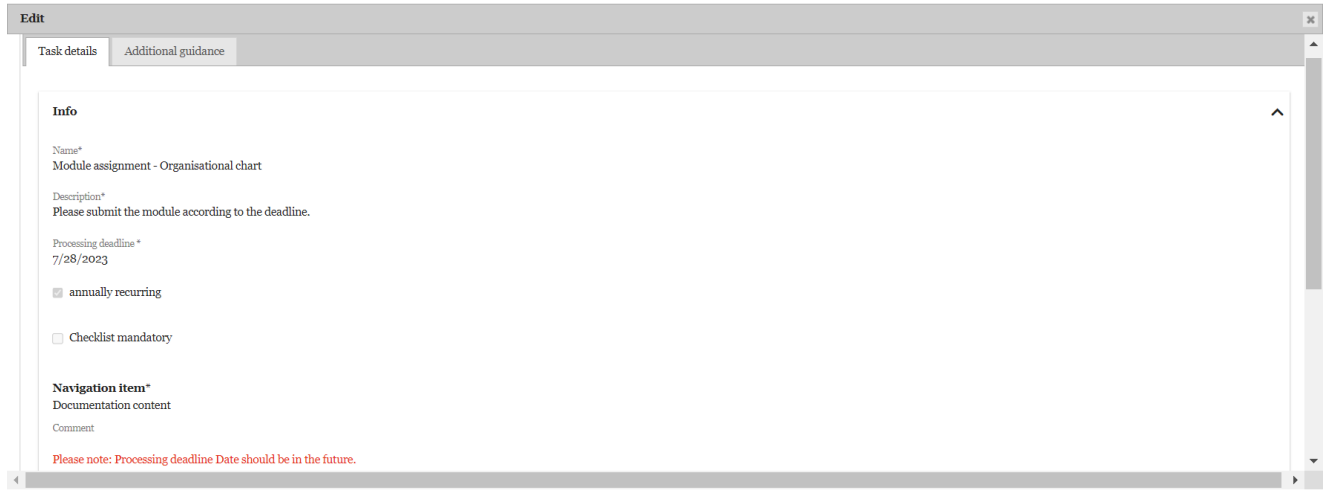 Edit
Task details
Additional guidance
Info
Name*
Module assignment - Organisational chart
Description*
Please submit the module according to the deadline.
Processing deadline *
7/28/2023
annually recurring
Checklist mandatory
Navigation item*
Documentation content
Comment
Please note: Processing deadline Date should be in the future.